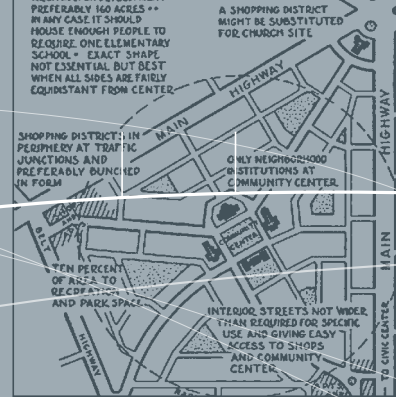 PREFERABLY 160 ACRES **
IN ANY CASE IT SHOULD
HOUSE ENOUGH PEOPLE TO
REQUIRE ONE ELEMENTARY
SCHOOL * EXACT SHAPE
NOT ESSENTIAL BUT BEST
WHEN ALL SIDES ARE FAIRLY
EQUIDISTANT FROM CENTER
A SHOPPING DISTRICT
MIGHT BE SUBSTITUTED
FOR CHURCH SITE
MAIN HIGHWAY
SHOPPING DISTRICTS IN
PERIPHERY AT TRAFFIC
JUNCTIONS AND
PREFERABLY BUNCHED
IN FORM
ONLY NEIGHBORHOOD
INSTITUTIONS AT
COMMUNITY CENTER
COMMUNITY
CENTER
TEN PERCENT
OF AREA TO
RECREATION
AND PARK SPACE
INTERIOR STREETS NOT WIDER
THAN REQUIRED FOR SPECIFIC
USE AND GIVING EASY
ACCESS TO SHOPS
AND COMMUNITY
CENTER
HIGHWAY
MAIN HIGHWAY
TO CIVIC CENTER